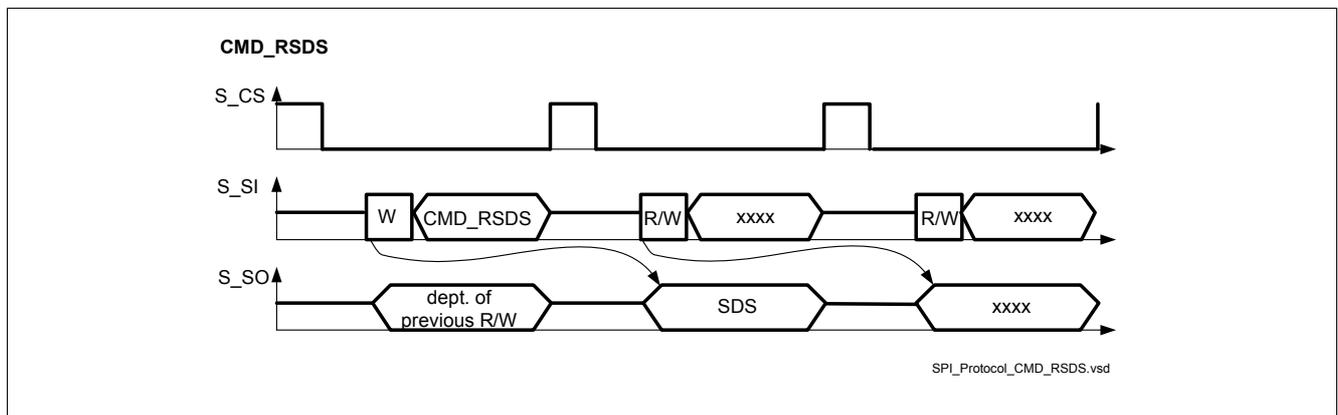 CMD_RSDS
S_CS
S_SI
W
CMD_RSDS
R/W
xxxx
R/W
xxxx
S_SO
dept. of
previous R/W
SDS
xxxx
SPI_Protocol_CMD_RSDS.vsd